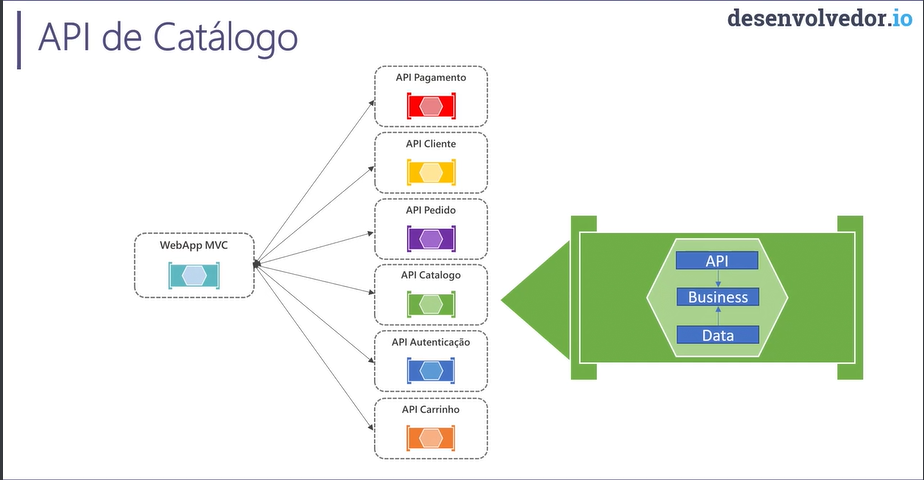 desenvolvedor.io
API de Catálogo
API Pagamento
API Cliente
API Pedido
WebApp MVC
API Catalogo
API Autenticação
API Carrinho
API
Business
Data